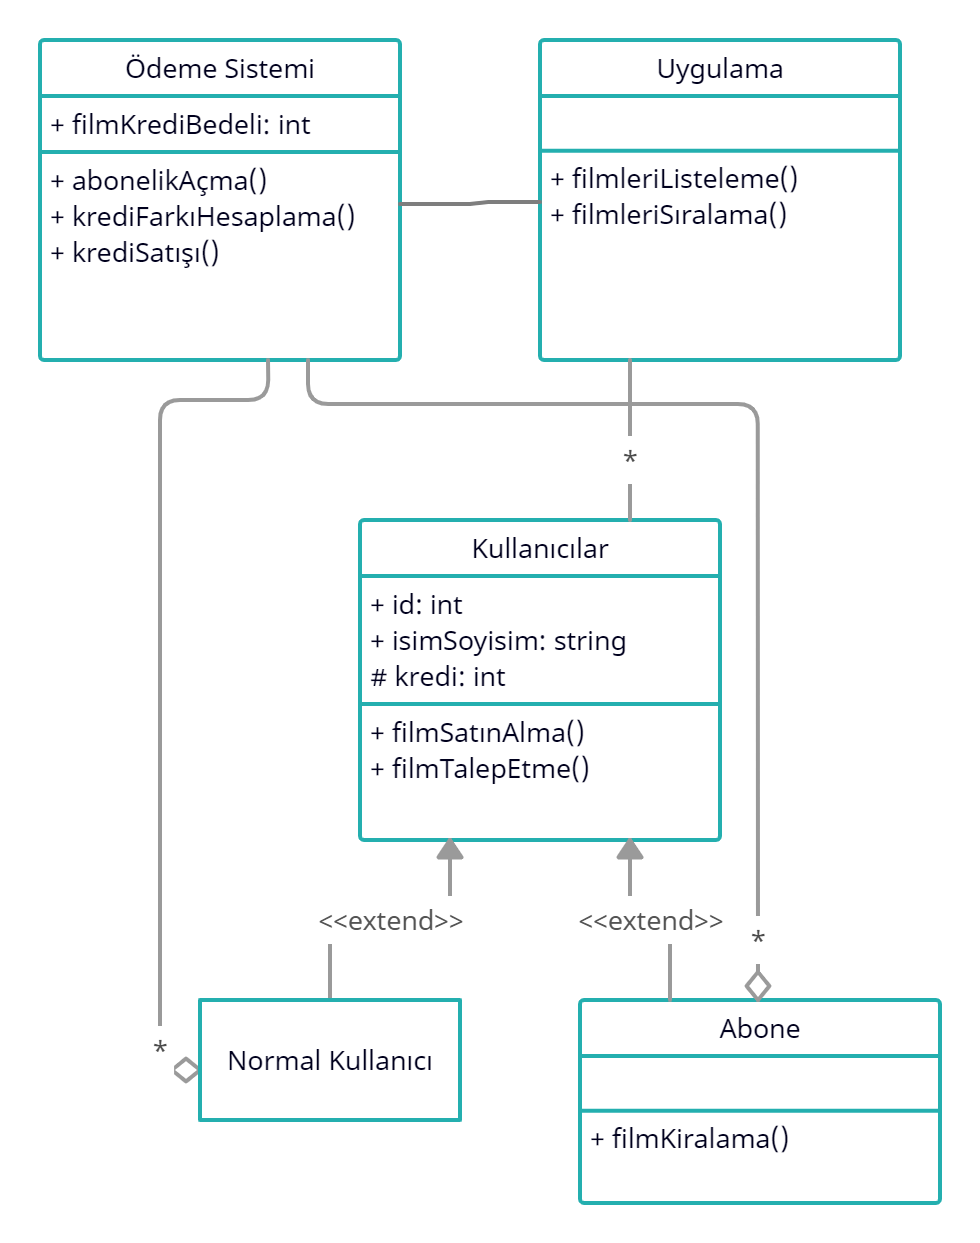 Ödeme Sistemi
+ filmKrediBedeli: int
+ abonelikAçma()
+ krediFarkıHesaplama()
+ krediSatışı()
Uygulama
+ filmleriListeleme()
+ filmleriSıralama()
*
Kullanıcılar
+ id: int
+ isimSoyisim: string
# kredi: int
+ filmSatınAlma()
+ filmTalepEtme()
<<extend>>
<<extend>>
*
*
Normal Kullanıcı
Abone
+ filmKiralama()